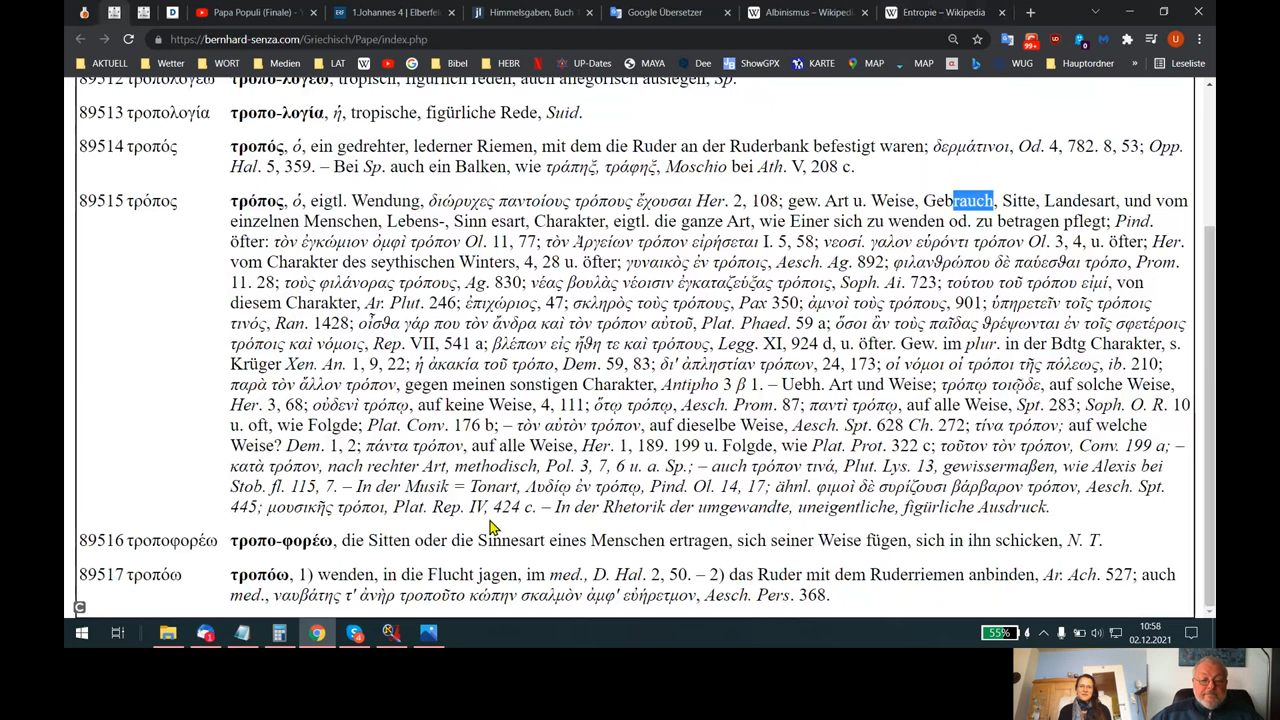 Papa Populi (Finale) -
1.Johannes 4 | Elberfel
Himmelsgaben, Buch
Google Übersetzer
Albinismus – Wikipedia
Entropie – Wikipedia
https://bernhard-senza.com/Griechisch/Pape/index.php
AKTUELL Wetter WORT Medien LAT Bibel HEBR UP-Dates MAYA Dee ShowGPX KARTE MAP MAP WUG Hauptordner » Leseliste
89512 τροπολογέω τροπο-λογέω, tropisch, figürlich reden, auch allegorisch auslegen, Sp.
89513 τροπολογία τροπο-λογία, ἡ, tropische, figürliche Rede, Suid.
89514 τροπός τροπός, ὁ, ein gedrehter, lederner Riemen, mit dem die Ruder an der Ruderbank befestigt waren; δερμάτινοι, Od. 4, 782. 8, 53; Opp.
Hal. 5, 359. – Bei Sp. auch ein Balken, wie τράπηξ, τράφηξ, Moschio bei Ath. V, 208 c.
89515 τρόπος τρόπος, ὁ, eigtl. Wendung, διώρυχες παντοίους τρόπους ἔχουσαι Her. 2, 108; gew. Art u. Weise, Gebrauch, Sitte, Landesart, und vom
einzelnen Menschen, Lebens-, Sinn esart, Charakter, eigtl. die ganze Art, wie Einer sich zu wenden od. zu betragen pflegt; Pind.
öfter: τὸν ἐγκώμιον ὀμφὶ τρόπον Ol. 11, 77; τὸν Ἀργείων τρόπον εἰρήσεται I. 5, 58; νεοσί. γαλον εὑρόντι τρόπον Ol. 3, 4, u. öfter; Her.
vom Charakter des seythischen Winters, 4, 28 u. öfter; γυναικὸς ἐν τρόποις, Aesch. Ag. 892; φιλανθρώπου δὲ παύεσθαι τρόπο, Prom.
11. 28; τοὺς φιλάνορας τρόπους, Ag. 830; νέας βουλὰς νέοισιν ἐγκαταζεύξας τρόποις, Soph. Ai. 723; τούτου τοῦ τρόπου εἰμί, von
diesem Charakter, Ar. Plut. 246; ἐπιχώριος, 47; σκληρὸς τοὺς τρόπους, Pax 350; ἀμνοὶ τοὺς τρόπους, 901; ὑπηρετεῖν τοῖς τρόποις
τινός, Ran. 1428; οἶσθα γάρ που τὸν ἄνδρα καὶ τὸν τρόπον αὐτοῦ, Plat. Phaed. 59 a; ὅσοι ἂν τοὺς παῖδας θρέψωνται ἐν τοῖς σφετέροις
τρόποις καὶ νόμοις, Rep. VII, 541 a; βλέπων εἰς ἤθη τε καὶ τρόπους, Legg. XI, 924 d, u. öfter. Gew. im plur. in der Bdtg Charakter, s.
Krüger Xen. An. 1, 9, 22; ἡ ἀκακία τοῦ τρόπο, Dem. 59, 83; δι' ἀπληστίαν τρόπων, 24, 173; οἱ νόμοι οἱ τρόποι τῆς πόλεως, ib. 210;
παρὰ τὸν ἄλλον τρόπον, gegen meinen sonstigen Charakter, Antipho 3 β 1. – Uebh. Art und Weise; τρόπῳ τοιῷδε, auf solche Weise,
Her. 3, 68; οὐδενὶ τρόπῳ, auf keine Weise, 4, 111; ὅτῳ τρόπῳ, Aesch. Prom. 87; παντὶ τρόπῳ, auf alle Weise, Spt. 283; Soph. O. R. 10
u. oft, wie Folgde; Plat. Conv. 176 b; – τὸν αὐτὸν τρόπον, auf dieselbe Weise, Aesch. Spt. 628 Ch. 272; τίνα τρόπον; auf welche
Weise? Dem. 1, 2; πάντα τρόπον, auf alle Weise, Her. 1, 189. 199 u. Folgde, wie Plat. Prot. 322 c; τοῦτον τὸν τρόπον, Conv. 199 a; –
κατὰ τρόπον, nach rechter Art, methodisch, Pol. 3, 7, 6 u. a. Sp.; – auch τρόπον τινά, Plut. Lys. 13, gewissermaßen, wie Alexis bei
Stob. fl. 115, 7. – In der Musik = Tonart, Λυδίῳ ἐν τρόπῳ, Pind. Ol. 14, 17; ähnl. φιμοὶ δὲ συρίζουσι βάρβαρον τρόπον, Aesch. Spt.
445; μουσικῆς τρόποι, Plat. Rep. IV, 424 c. – In der Rhetorik der umgewandte, uneigentliche, figürliche Ausdruck.
89516 τροποφορέω τροπο-φορέω, die Sitten oder die Sinnesart eines Menschen ertragen, sich seiner Weise fügen, sich in ihn schicken, N. T.
89517 τροπόω τροπόω, 1) wenden, in die Flucht jagen, im med., D. Hal. 2, 50. – 2) das Ruder mit dem Ruderriemen anbinden, Ar. Ach. 527; auch
med., ναυβάτης τ' ἀνὴρ τροποῦτο κώπην σκαλμὸν ἀμφ' εὐήρετμον, Aesch. Pers. 368.
55%
10:58
02.12.2021